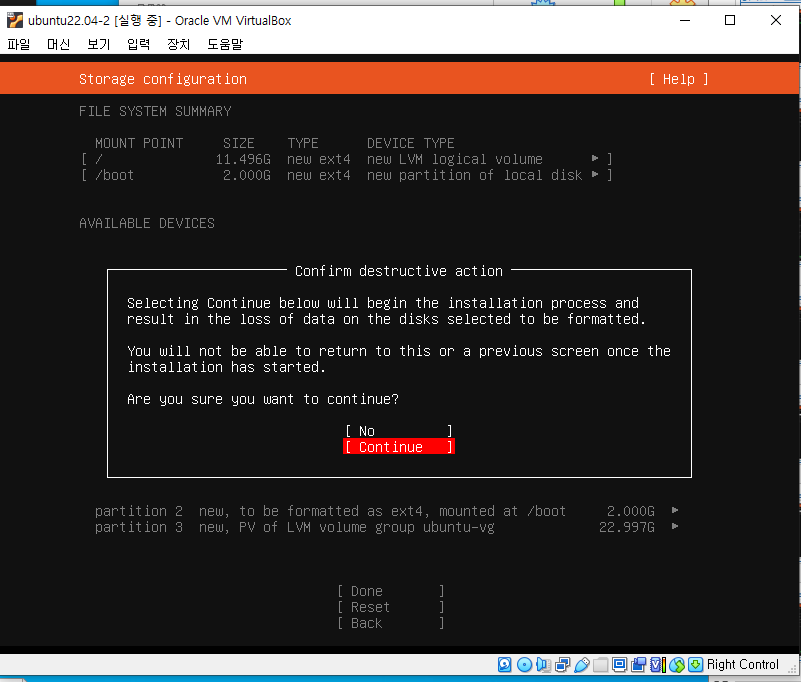 ubuntu22.04-2 [실행 중] - Oracle VM VirtualBox
파일 머신 보기 입력 장치 도움말
Storage configuration [ Help ]
FILE SYSTEM SUMMARY
MOUNT POINT SIZE TYPE DEVICE TYPE
[ / 11.496G new ext4 new LVM logical volume ▸ ]
[ /boot 2.000G new ext4 new partition of local disk ▸ ]
AVAILABLE DEVICES
Confirm destructive action
Selecting Continue below will begin the installation process and
result in the loss of data on the disks selected to be formatted.
You will not be able to return to this or a previous screen once the
installation has started.
Are you sure you want to continue?
[ No ]
[ Continue ]
partition 2 new, to be formatted as ext4, mounted at /boot 2.000G ▸
partition 3 new, PV of LVM volume group ubuntu-vg 22.997G ▸
[ Done ]
[ Reset ]
[ Back ]
Right Control